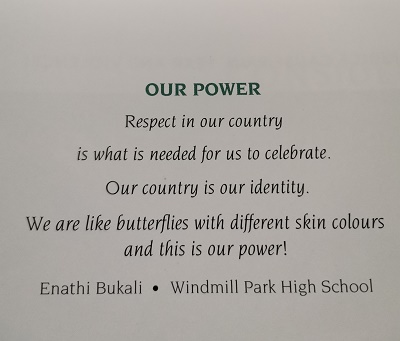 OUR POWER
Respect in our country
is what is needed for us to celebrate.
Our country is our identity.
We are like butterflies with different skin colours
and this is our power!
Enathi Bukali • Windmill Park High School